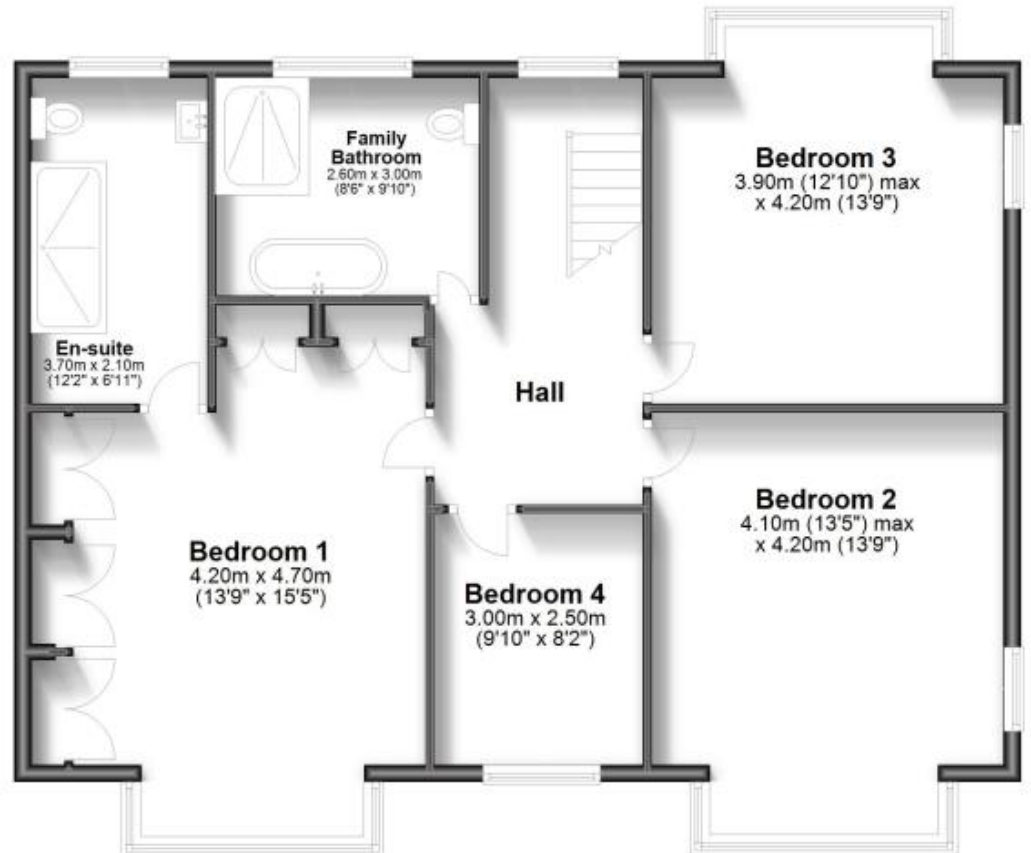 Family
Bathroom
2.60m x 3.00m
(8'6" x 9'10")
Bedroom 3
3.90m (12'10") max
x 4.20m (13'9")
En-suite
3.70m x 2.10m
(12'2" x 6'11")
Hall
Bedroom 2
4.10m (13'5") max
x 4.20m (13'9")
Bedroom 1
4.20m x 4.70m
(13'9" x 15'5")
Bedroom 4
3.00m x 2.50m
(9'10" x 8'2")